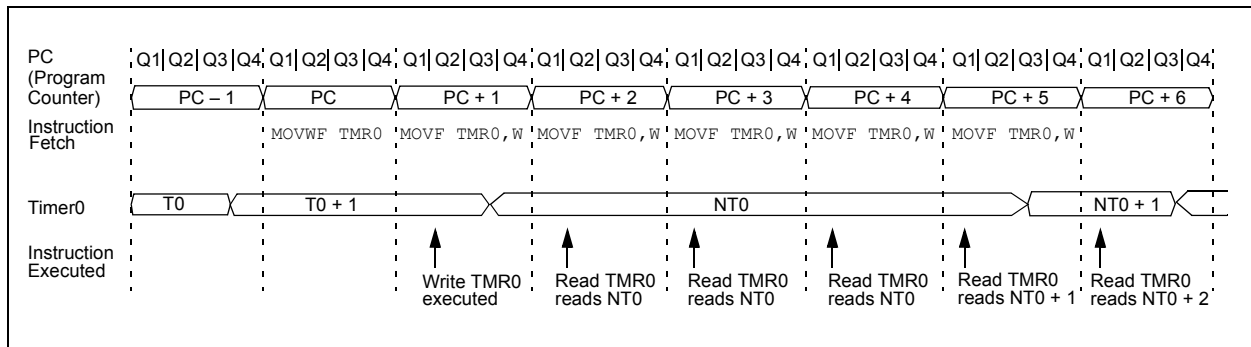 PC
(Program
Counter)
Q1 Q2 Q3 Q4 Q1 Q2 Q3 Q4 Q1 Q2 Q3 Q4 Q1 Q2 Q3 Q4 Q1 Q2 Q3 Q4 Q1 Q2 Q3 Q4 Q1 Q2 Q3 Q4 Q1 Q2 Q3 Q4
PC – 1 PC PC + 1 PC + 2 PC + 3 PC + 4 PC + 5 PC + 6
Instruction
Fetch
MOVWF TMR0 MOVF TMR0,W MOVF TMR0,W MOVF TMR0,W MOVF TMR0,W MOVF TMR0,W
Timer0
T0 T0 + 1 NT0 NT0 + 1
Instruction
Executed
Write TMR0
executed
Read TMR0
reads NT0
Read TMR0
reads NT0
Read TMR0
reads NT0
Read TMR0
reads NT0 + 1
Read TMR0
reads NT0 + 2